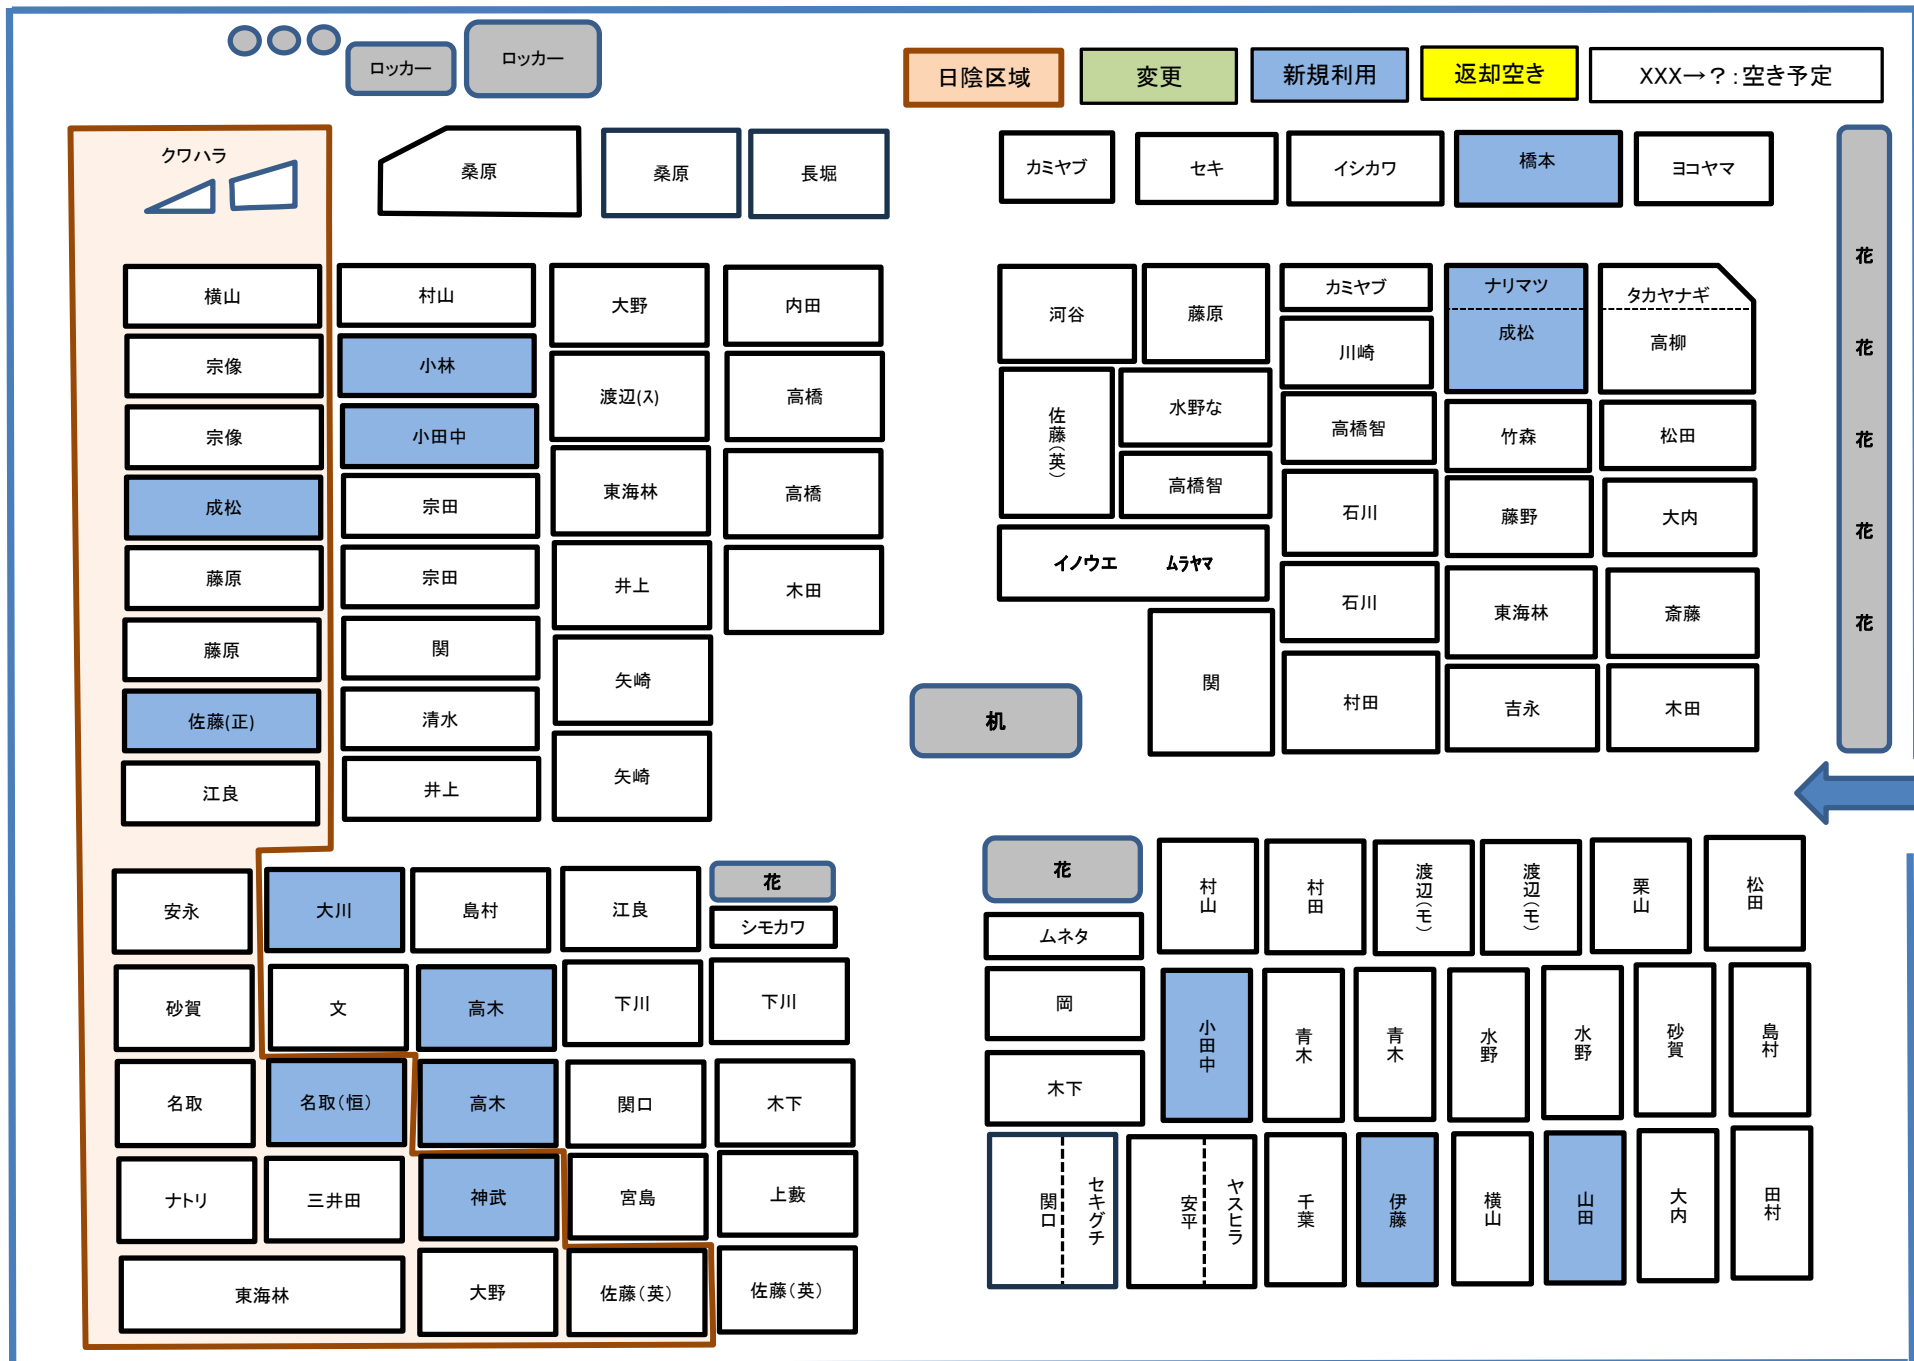 ロッカー
ロッカー
日陰区域
変更
新規利用
返却空き
XXX→？：空き予定
クワハラ
桑原
桑原
長堀
カミヤブ
セキ
イシカワ
橋本
ヨコヤマ
横山
宗像
宗像
成松
藤原
藤原
佐藤(正)
江良
村山
小林
小田中
宗田
宗田
関
清水
井上
大野
渡辺(ス)
東海林
井上
矢崎
矢崎
内田
高橋
高橋
木田
河谷
藤原
佐藤(英)
水野な
高橋智
イノウエ ムラヤマ
関
カミヤブ
川崎
高橋智
石川
石川
村田
ナリマツ
成松
竹森
藤野
東海林
吉永
タカヤナギ
高柳
松田
大内
斎藤
木田
花
花
花
花
花
机
安永
大川
島村
江良
花
シモカワ
砂賀
文
高木
下川
下川
名取
名取(恒)
高木
関口
木下
ナトリ
三井田
神武
宮島
上藪
東海林
大野
佐藤(英)
佐藤(英)
花
ムネタ
岡
木下
村山
村田
渡辺(モ)
渡辺(モ)
栗山
松田
小田中
青木
青木
水野
水野
砂賀
島村
関口
セキグチ
安平
ヤスヒラ
千葉
伊藤
横山
山田
大内
田村